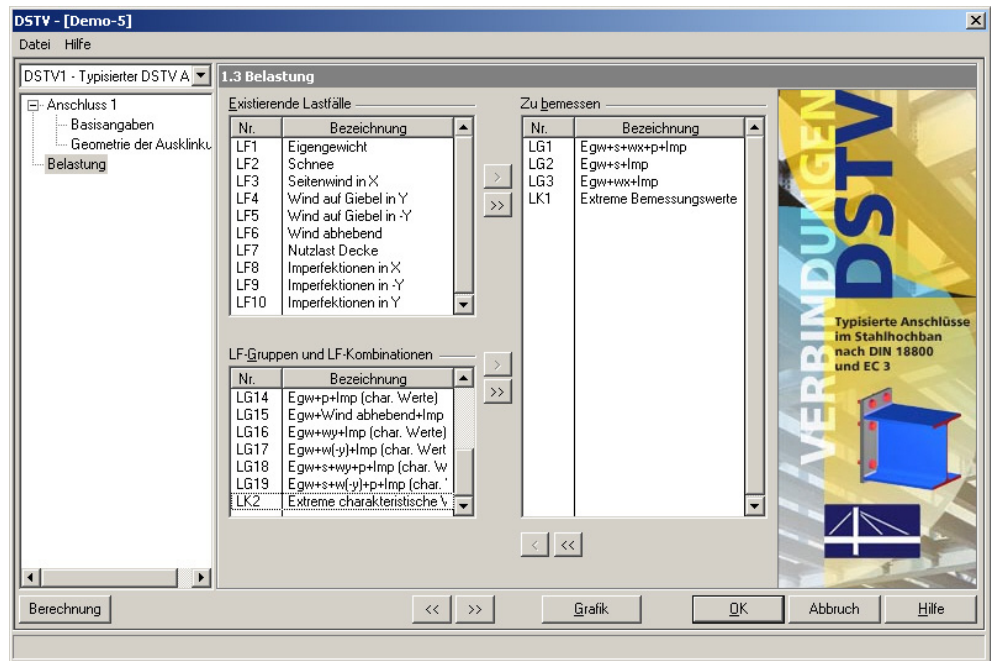 DSTV - [Demo-5]
Datei Hilfe
DSTV1 - Typisierter DSTV A
Anschluss 1
Basisangaben
Geometrie der Ausklinku
Belastung
1.3 Belastung
Existierende Lastfälle
Nr. Bezeichnung
LF1 Eigengewicht
LF2 Schnee
LF3 Seitenwind in X
LF4 Wind auf Giebel in Y
LF5 Wind auf Giebel in -Y
LF6 Wind abhebend
LF7 Nutzlast Decke
LF8 Imperfektionen in X
LF9 Imperfektionen in -Y
LF10 Imperfektionen in Y
LF-Gruppen und LF-Kombinationen
Nr. Bezeichnung
LG14 Egw+p+Imp (char. Werte)
LG15 Egw+Wind abhebend+Imp
LG16 Egw+wy+Imp (char. Werte)
LG17 Egw+w(-y)+Imp (char. Wert
LG18 Egw+s+wy+p+Imp (char. W
LG19 Egw+s+w(-y)+p+Imp (char.
LK2 Extreme charakteristische
>
>>
>
>>
Zu bemessen
Nr. Bezeichnung
LG1 Egw+s+wx+p+Imp
LG2 Egw+s+Imp
LG3 Egw+wx+Imp
LK1 Extreme Bemessungswerte
< <<
VERBINDUNGEN
DSTV
Typisierte Anschlüsse
im Stahlhochbau
nach DIN 18800
und EC 3
Berechnung << >> Grafik OK Abbruch Hilfe